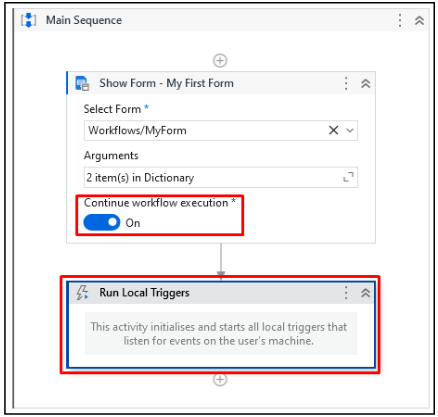 Main Sequence
Show Form - My First Form
Select Form *
Workflows/MyForm
Arguments
2 item(s) in Dictionary
Continue workflow execution *
On
Run Local Triggers
This activity initialises and starts all local triggers that
listen for events on the user's machine.